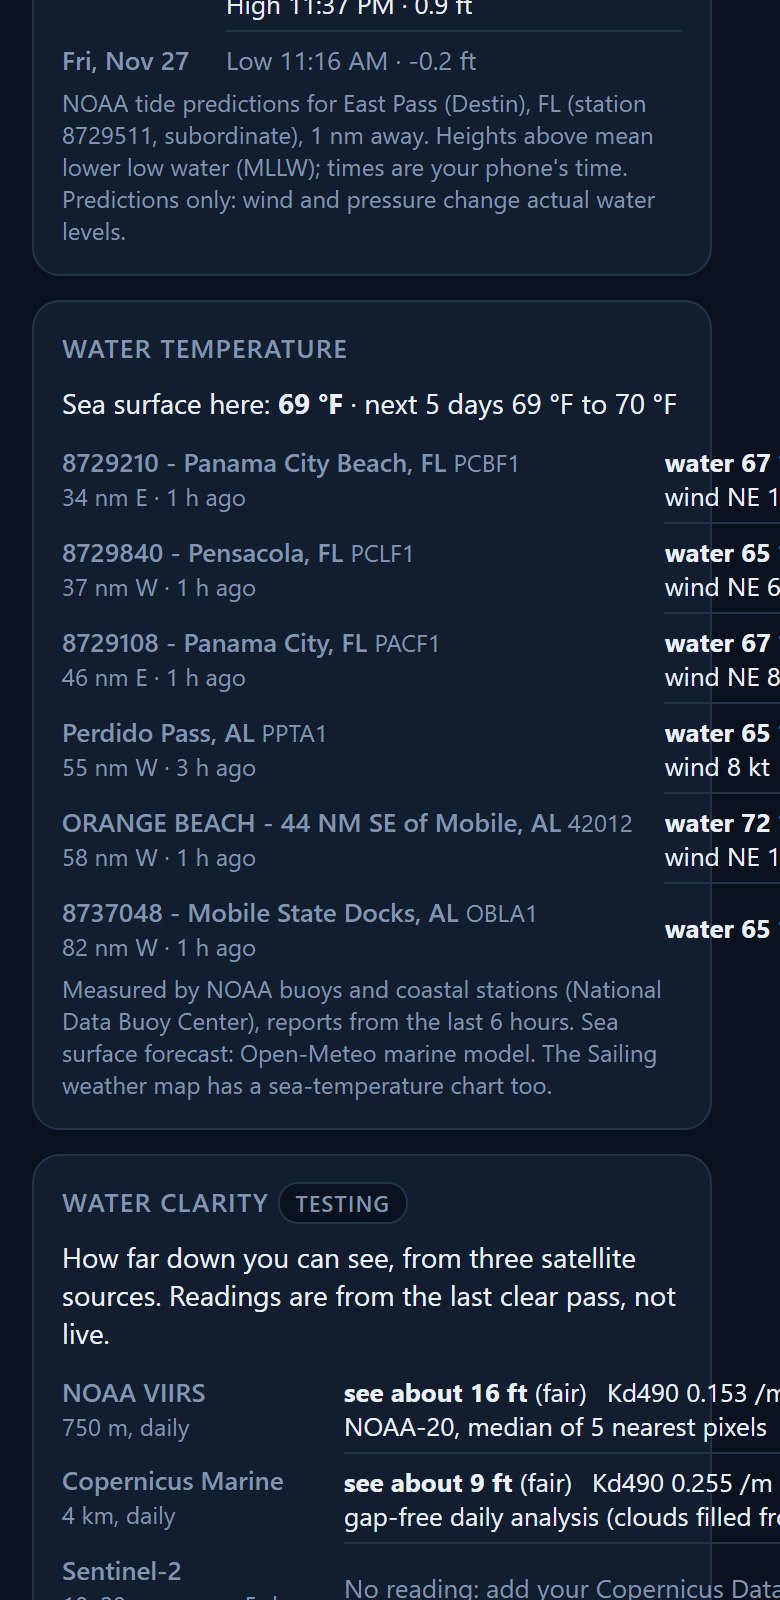 High 11:37 PM · 0.9 ft
Fri, Nov 27 Low 11:16 AM · -0.2 ft
NOAA tide predictions for East Pass (Destin), FL (station
8729511, subordinate), 1 nm away. Heights above mean
lower low water (MLLW); times are your phone's time.
Predictions only: wind and pressure change actual water
levels.
WATER TEMPERATURE
Sea surface here: 69 °F · next 5 days 69 °F to 70 °F
8729210 - Panama City Beach, FL PCBF1 water 67
34 nm E · 1 h ago wind NE 1
8729840 - Pensacola, FL PCLF1 water 65
37 nm W · 1 h ago wind NE 6
8729108 - Panama City, FL PACF1 water 67
46 nm E · 1 h ago wind NE 8
Perdido Pass, AL PPTA1 water 65
55 nm W · 3 h ago wind 8 kt
ORANGE BEACH - 44 NM SE of Mobile, AL 42012 water 72
58 nm W · 1 h ago wind NE 1
8737048 - Mobile State Docks, AL OBLA1 water 65
82 nm W · 1 h ago
Measured by NOAA buoys and coastal stations (National
Data Buoy Center), reports from the last 6 hours. Sea
surface forecast: Open-Meteo marine model. The Sailing
weather map has a sea-temperature chart too.
WATER CLARITY TESTING
How far down you can see, from three satellite
sources. Readings are from the last clear pass, not
live.
NOAA VIIRS see about 16 ft (fair) Kd490 0.153 /m
750 m, daily NOAA-20, median of 5 nearest pixels
Copernicus Marine see about 9 ft (fair) Kd490 0.255 /m
4 km, daily gap-free daily analysis (clouds filled
Sentinel-2 No reading: add your Copernicus Data